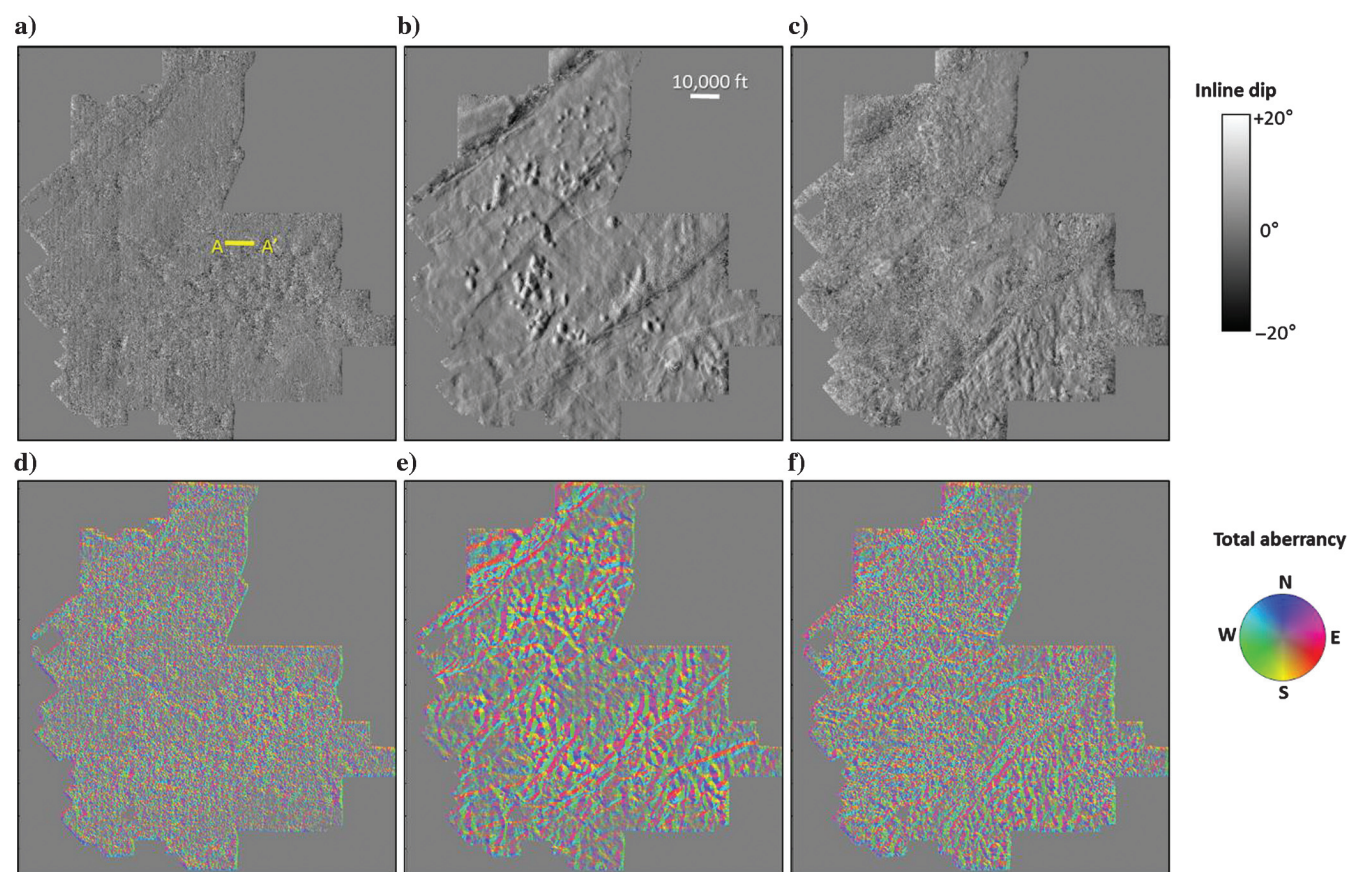 a)
b)
c)
10,000 ft
A A′
Inline dip
+20°
0°
–20°
d)
e)
f)
Total aberrancy
N
W E
S